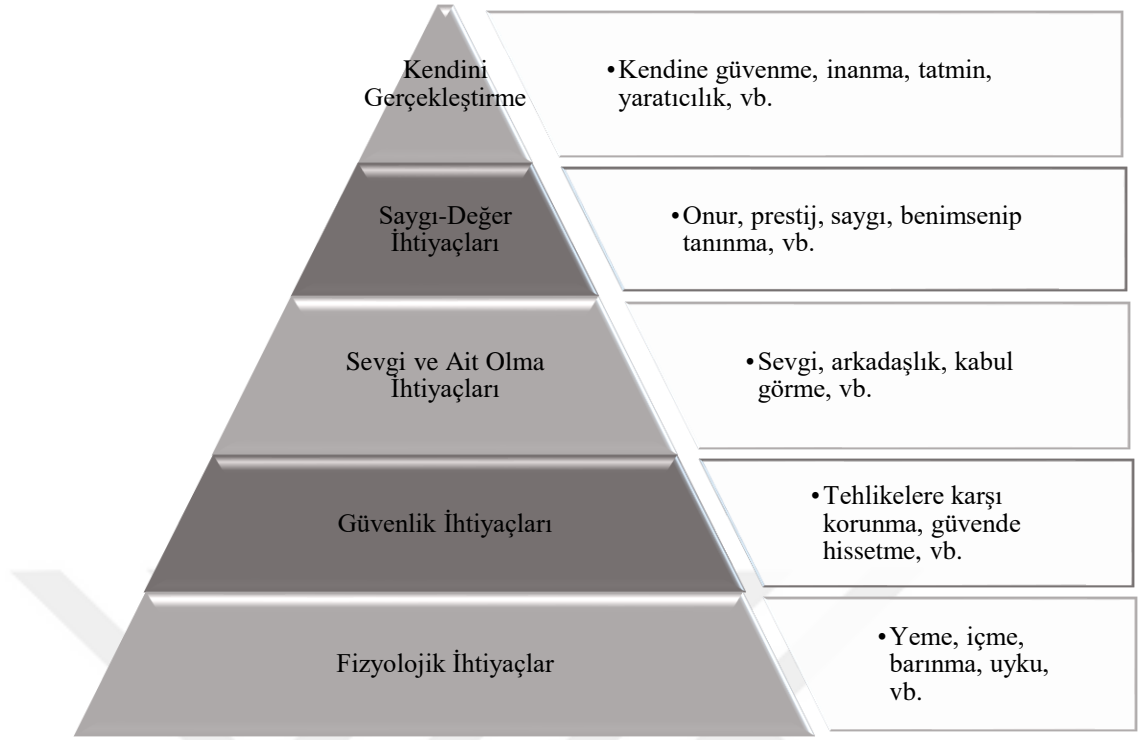 Kendini
Gerçekleştirme
•Kendine güvenme, inanma, tatmin,
yaratıcılık, vb.
Saygı-Değer
İhtiyaçları
•Onur, prestij, saygı, benimsenip
tanınma, vb.
Sevgi ve Ait Olma
İhtiyaçları
•Sevgi, arkadaşlık, kabul
görme, vb.
Güvenlik İhtiyaçları
•Tehlikelere karşı
korunma, güvende
hissetme, vb.
Fizyolojik İhtiyaçlar
•Yeme, içme,
barınma, uyku,
vb.